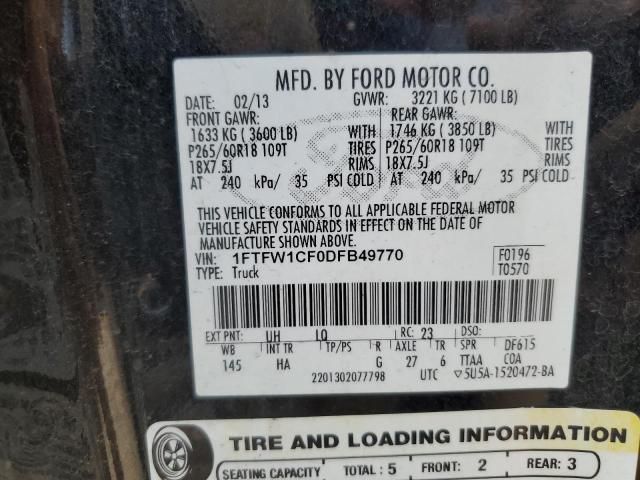 MFD. BY FORD MOTOR CO.
DATE: 02/13 GVWR: 3221 KG ( 7100 LB)
FRONT GAWR: REAR GAWR:
1633 KG ( 3600 LB) WITH 1746 KG ( 3850 LB) WITH
P265/60R18 109T TIRES P265/60R18 109T TIRES
18X7.5J RIMS 18X7.5J RIMS
AT 240 kPa/ 35 PSI COLD AT 240 kPa/ 35 PSI COLD
THIS VEHICLE CONFORMS TO ALL APPLICABLE FEDERAL MOTOR
VEHICLE SAFETY STANDARDS IN EFFECT ON THE DATE OF
MANUFACTURE SHOWN ABOVE.
VIN: 1FTFW1CF0DFB49770 F0196
TYPE: Truck T0570
EXT PNT: UH LQ RC: 23 DSO:
WB INT TR TP/PS R AXLE TR SPR DF615
145 HA G 27 6 TTAA COA
2201302077798 UTC ▽5U5A-1520472-BA
Ford
TIRE AND LOADING INFORMATION
SEATING CAPACITY TOTAL : 5 FRONT: 2 REAR: 3